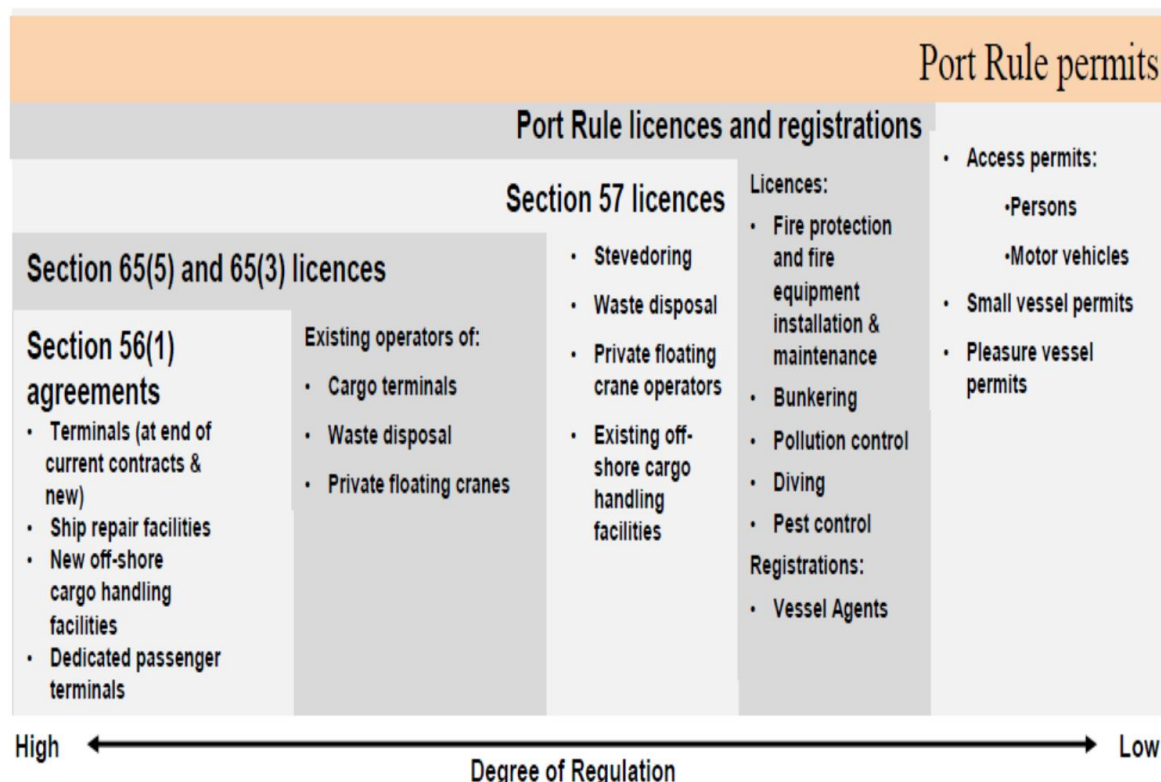 Port Rule permits
Port Rule licences and registrations
Section 57 licences
Section 65(5) and 65(3) licences
Section 56(1)
agreements
• Terminals (at end of
current contracts &
new)
• Ship repair facilities
• New off-shore
cargo handling
facilities
• Dedicated passenger
terminals
Existing operators of:
• Cargo terminals
• Waste disposal
• Private floating cranes
• Stevedoring
• Waste disposal
• Private floating
crane operators
• Existing off-
shore cargo
handling
facilities
Licences:
• Fire protection
and fire
equipment
installation &
maintenance
• Bunkering
• Pollution control
• Diving
• Pest control
Registrations:
• Vessel Agents
• Access permits:
•Persons
•Motor vehicles
• Small vessel permits
• Pleasure vessel
permits
High
Low
Degree of Regulation